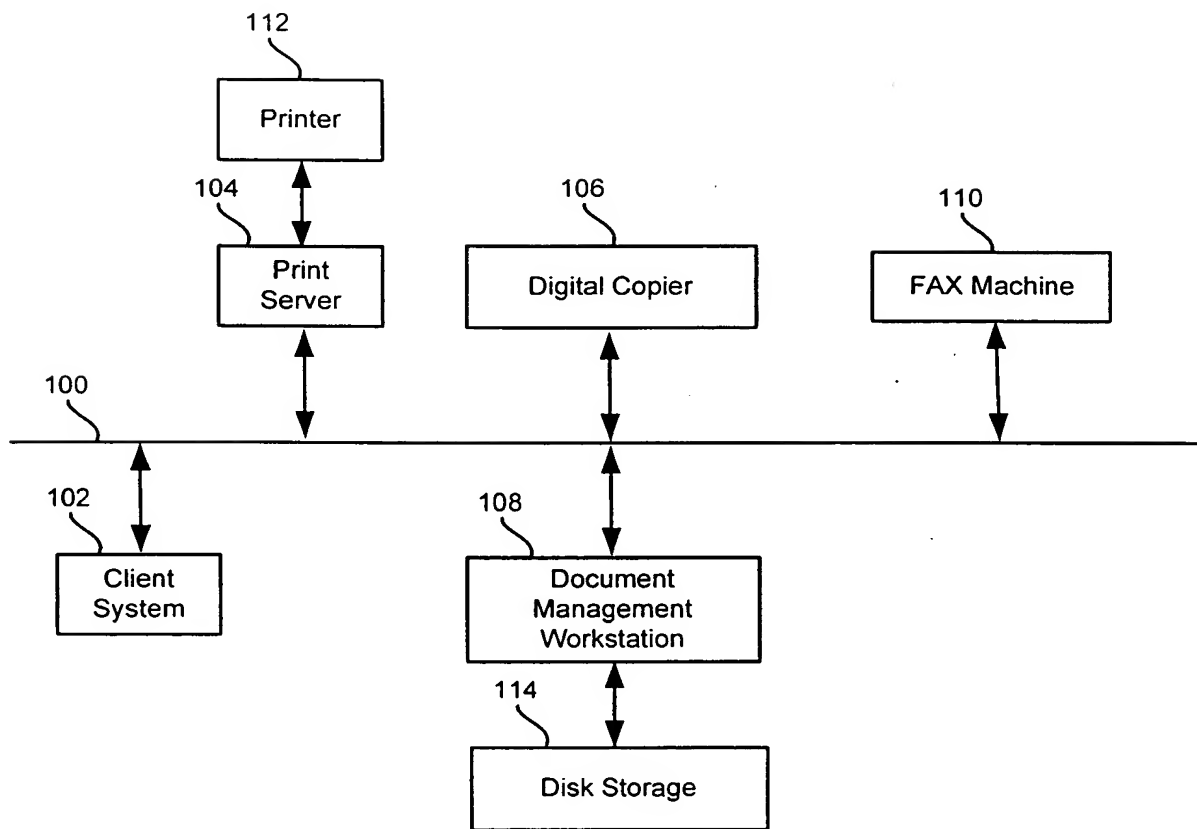 112
Printer
104
Print
Server
106
Digital Copier
110
FAX Machine
100
102
Client
System
108
Document
Management
Workstation
114
Disk Storage